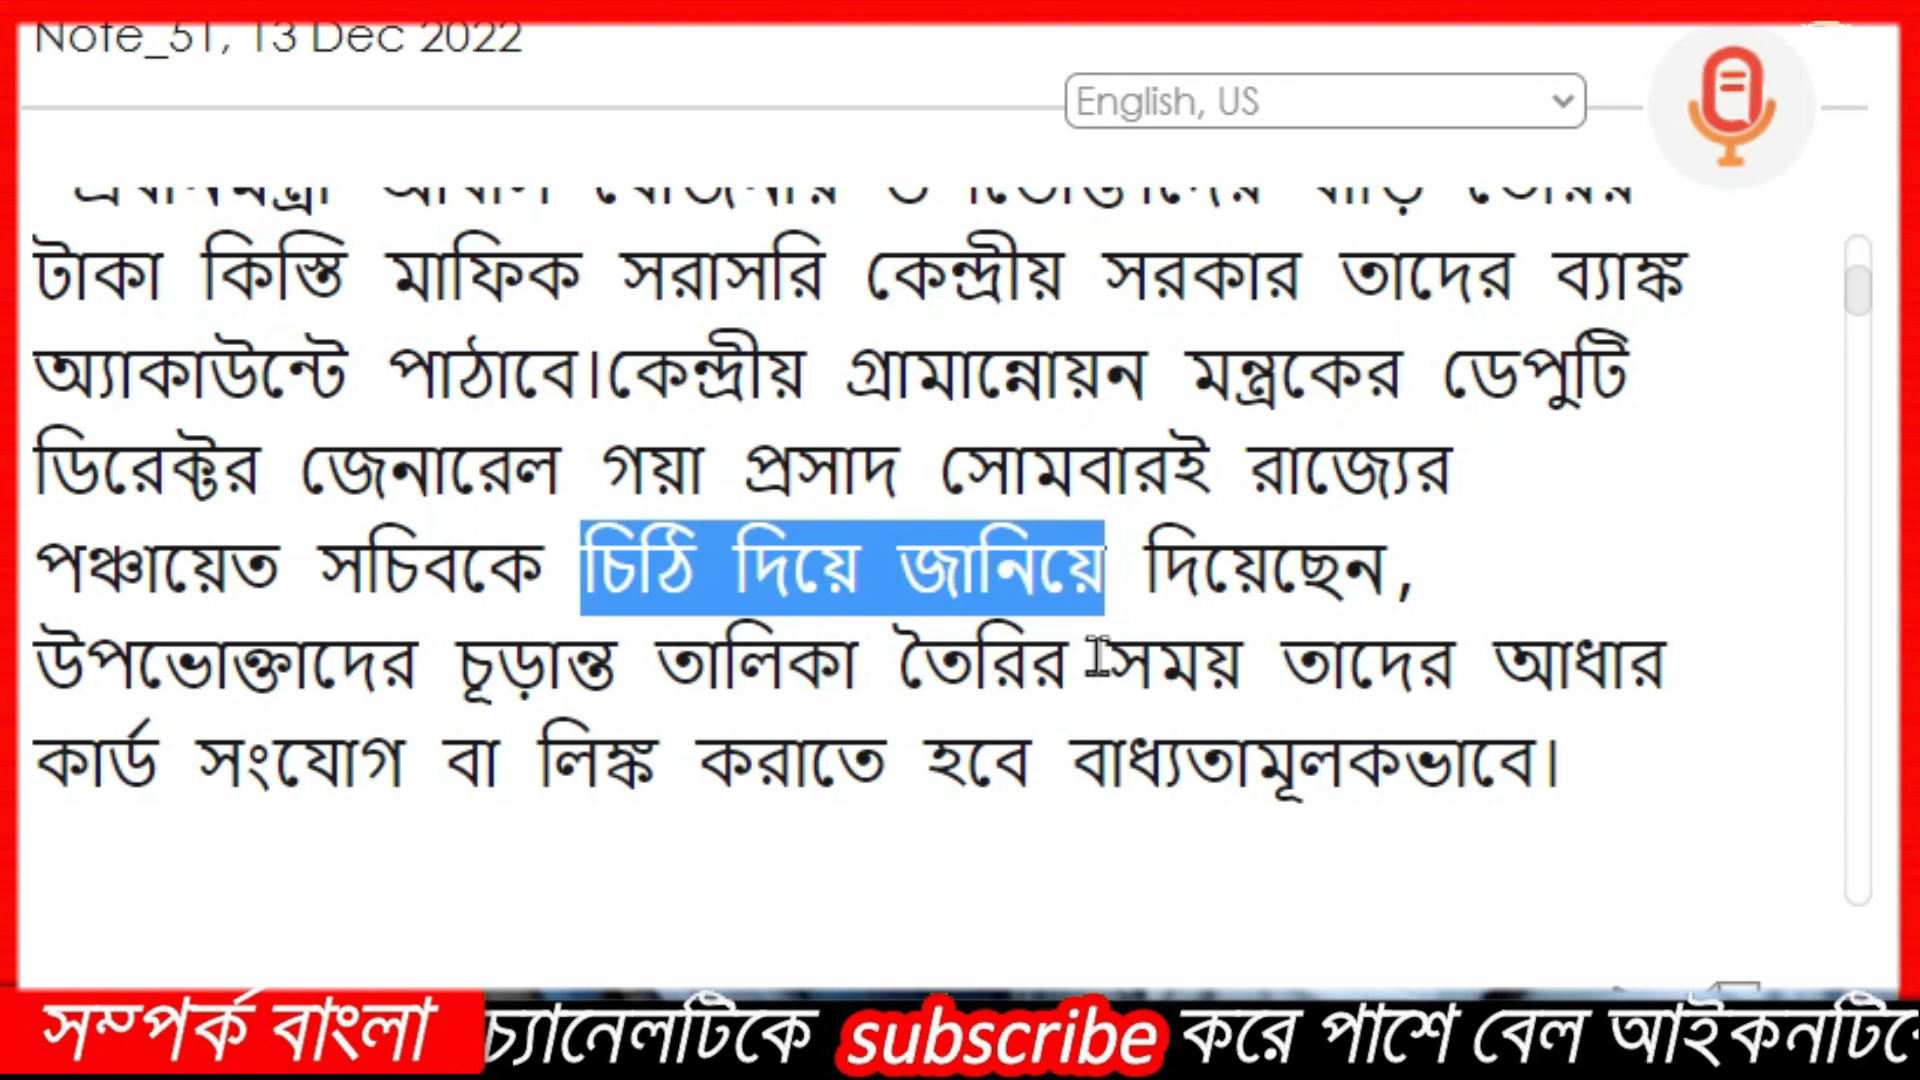 Note_51, 13 Dec 2022
English, US
টাকা কিস্তি মাফিক সরাসরি কেন্দ্রীয় সরকার তাদের ব্যাঙ্ক
অ্যাকাউন্টে পাঠাবে।কেন্দ্রীয় গ্রামান্নোয়ন মন্ত্রকের ডেপুটি
ডিরেক্টর জেনারেল গয়া প্রসাদ সোমবারই রাজ্যের
পঞ্চায়েত সচিবকে চিঠি দিয়ে জানিয়ে দিয়েছেন,
উপভোক্তাদের চূড়ান্ত তালিকা তৈরির সময় তাদের আধার
কার্ড সংযোগ বা লিঙ্ক করাতে হবে বাধ্যতামূলকভাবে।
সম্পর্ক বাংলা চ্যানেলটিকে subscribe করে পাশে বেল